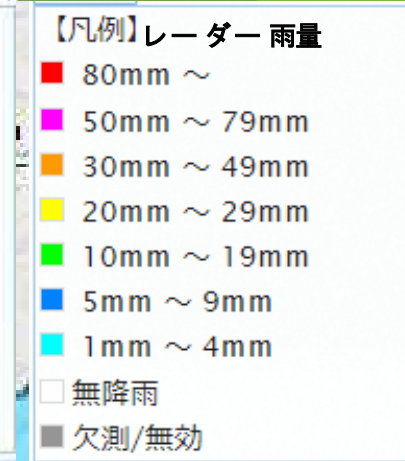 【凡例】レーダー雨量
80mm ～
50mm ～ 79mm
30mm ～ 49mm
20mm ～ 29mm
10mm ～ 19mm
5mm ～ 9mm
1mm ～ 4mm
無降雨
欠測/無効